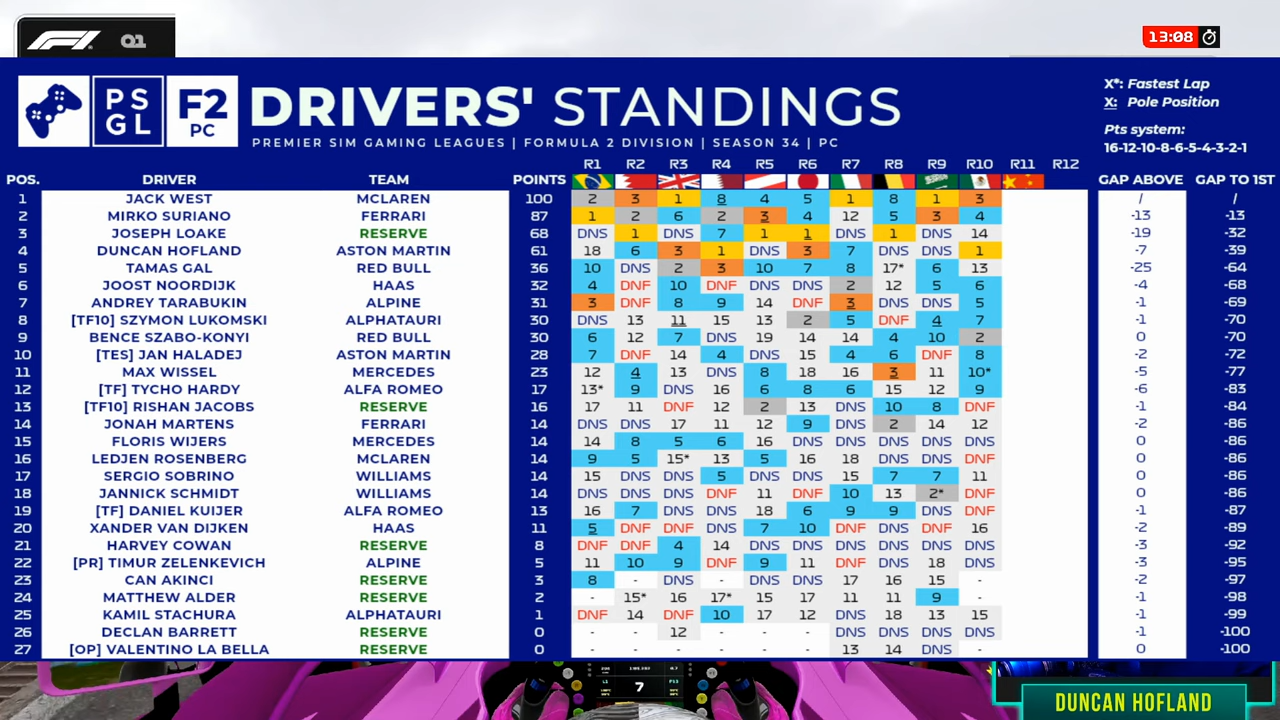 F1 Q1
13:08
PS GL F2 PC
DRIVERS' STANDINGS
PREMIER SIM GAMING LEAGUES | FORMULA 2 DIVISION | SEASON 34 | PC
X*: Fastest Lap
X: Pole Position
Pts system:
16-12-10-8-6-5-4-3-2-1
R1 R2 R3 R4 R5 R6 R7 R8 R9 R10 R11 R12
POS. DRIVER TEAM POINTS GAP ABOVE GAP TO 1ST
1 JACK WEST MCLAREN 100 2 3 1 8 4 5 1 8 1 3 / /
2 MIRKO SURIANO FERRARI 87 1 2 6 2 3 4 12 5 3 4 -13 -13
3 JOSEPH LOAKE RESERVE 68 DNS 1 DNS 7 1 1 DNS 1 DNS 14 -19 -32
4 DUNCAN HOFLAND ASTON MARTIN 61 18 6 3 1 DNS 3 7 DNS DNS 1 -7 -39
5 TAMAS GAL RED BULL 36 10 DNS 2 3 10 7 8 17* 6 13 -25 -64
6 JOOST NOORDIJK HAAS 32 4 DNF 10 DNF DNS DNS 2 12 5 6 -4 -68
7 ANDREY TARABUKIN ALPINE 31 3 DNF 8 9 14 DNF 3 DNS DNS 5 -1 -69
8 [TF10] SZYMON LUKOMSKI ALPHATAURI 30 DNS 13 11 15 13 2 5 DNF 4 7 -1 -70
9 BENCE SZABO-KONYI RED BULL 30 6 12 7 DNS 19 14 14 4 10 2 0 -70
10 [TES] JAN HALADEJ ASTON MARTIN 28 7 DNF 14 4 DNS 15 4 6 DNF 8 -2 -72
11 MAX WISSEL MERCEDES 23 12 4 13 DNS 8 18 16 3 11 10* -5 -77
12 [TF] TYCHO HARDY ALFA ROMEO 17 13* 9 DNS 16 6 8 6 15 12 9 -6 -83
13 [TF10] RISHAN JACOBS RESERVE 16 17 11 DNF 12 2 13 DNS 10 8 DNF -1 -84
14 JONAH MARTENS FERRARI 14 DNS DNS 17 11 12 9 DNS 2 14 12 -2 -86
15 FLORIS WIJERS MERCEDES 14 14 8 5 6 16 DNS DNS DNS DNS DNS 0 -86
16 LEDJEN ROSENBERG MCLAREN 14 9 5 15* 13 5 16 18 DNS DNS DNF 0 -86
17 SERGIO SOBRINO WILLIAMS 14 15 DNS DNS 5 DNS DNS 15 7 7 11 0 -86
18 JANNICK SCHMIDT WILLIAMS 14 DNS DNS DNS DNF 11 DNF 10 13 2* DNF 0 -86
19 [TF] DANIEL KUIJER ALFA ROMEO 13 16 7 DNS DNS 18 6 9 9 DNS DNF -1 -87
20 XANDER VAN DIJKEN HAAS 11 5 DNF DNF DNS 7 10 DNF DNS DNF 16 -2 -89
21 HARVEY COWAN RESERVE 8 DNF DNF 4 14 DNS DNS DNS DNS DNS DNS -3 -92
22 [PR] TIMUR ZELENKEVICH ALPINE 5 11 10 9 DNF 9 11 DNF DNS 18 DNS -3 -95
23 CAN AKINCI RESERVE 3 8 - DNS - DNS DNS 17 16 15 - -2 -97
24 MATTHEW ALDER RESERVE 2 - 15* 16 17* 15 17 11 11 9 - -1 -98
25 KAMIL STACHURA ALPHATAURI 1 DNF 14 DNF 10 17 12 DNS 18 13 15 -1 -99
26 DECLAN BARRETT RESERVE 0 - - 12 - - - DNS DNS DNS DNS -1 -100
27 [OP] VALENTINO LA BELLA RESERVE 0 - - - - - - 13 14 DNS - 0 -100
7
DUNCAN HOFLAND